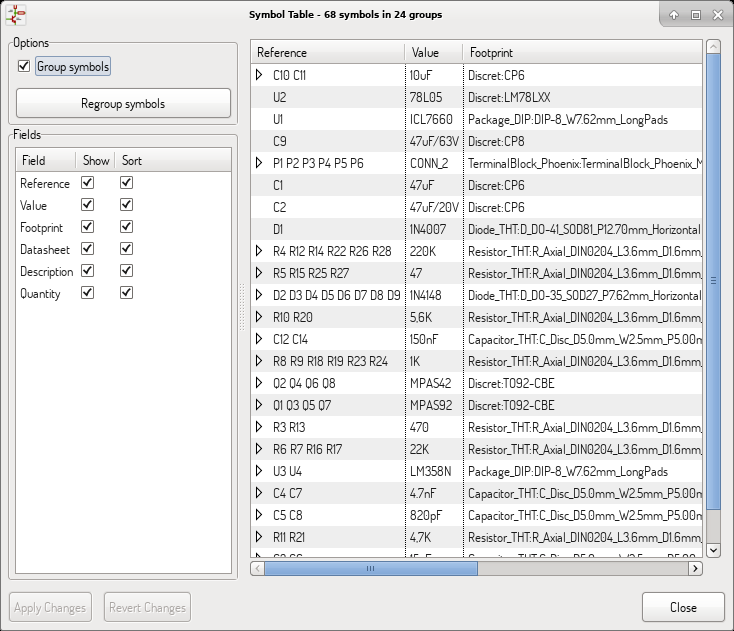 Symbol Table - 68 symbols in 24 groups
Options
Group symbols
Regroup symbols
Fields
Field Show Sort
Reference
Value
Footprint
Datasheet
Description
Quantity
Reference Value Footprint
C10 C11 10uF Discret:CP6
U2 78L05 Discret:LM78LXX
U1 ICL7660 Package_DIP:DIP-8_W7.62mm_LongPads
C9 47uF/63V Discret:CP8
P1 P2 P3 P4 P5 P6 CONN_2 TerminalBlock_Phoenix:TerminalBlock_Phoenix_M
C1 47uF Discret:CP6
C2 47uF/20V Discret:CP6
D1 1N4007 Diode_THT:D_DO-41_SOD81_P12.70mm_Horizontal
R4 R12 R14 R22 R26 R28 220K Resistor_THT:R_Axial_DIN0204_L3.6mm_D1.6mm_
R5 R15 R25 R27 47 Resistor_THT:R_Axial_DIN0204_L3.6mm_D1.6mm_
D2 D3 D4 D5 D6 D7 D8 D9 1N4148 Diode_THT:D_DO-35_SOD27_P7.62mm_Horizontal
R10 R20 5,6K Resistor_THT:R_Axial_DIN0204_L3.6mm_D1.6mm_
C12 C14 150nF Capacitor_THT:C_Disc_D5.0mm_W2.5mm_P5.00m
R8 R9 R18 R19 R23 R24 1K Resistor_THT:R_Axial_DIN0204_L3.6mm_D1.6mm_
Q2 Q4 Q6 Q8 MPAS42 Discret:TO92-CBE
Q1 Q3 Q5 Q7 MPAS92 Discret:TO92-CBE
R3 R13 470 Resistor_THT:R_Axial_DIN0204_L3.6mm_D1.6mm_
R6 R7 R16 R17 22K Resistor_THT:R_Axial_DIN0204_L3.6mm_D1.6mm_
U3 U4 LM358N Package_DIP:DIP-8_W7.62mm_LongPads
C4 C7 4.7nF Capacitor_THT:C_Disc_D5.0mm_W2.5mm_P5.00m
C5 C8 820pF Capacitor_THT:C_Disc_D5.0mm_W2.5mm_P5.00m
R11 R21 4,7K Resistor_THT:R_Axial_DIN0204_L3.6mm_D1.6mm_
Apply Changes
Revert Changes
Close